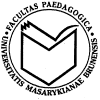 FACULTAS PAEDAGOGICA
UNIVERSITATIS MASARYKIANAE BRUNENSIS